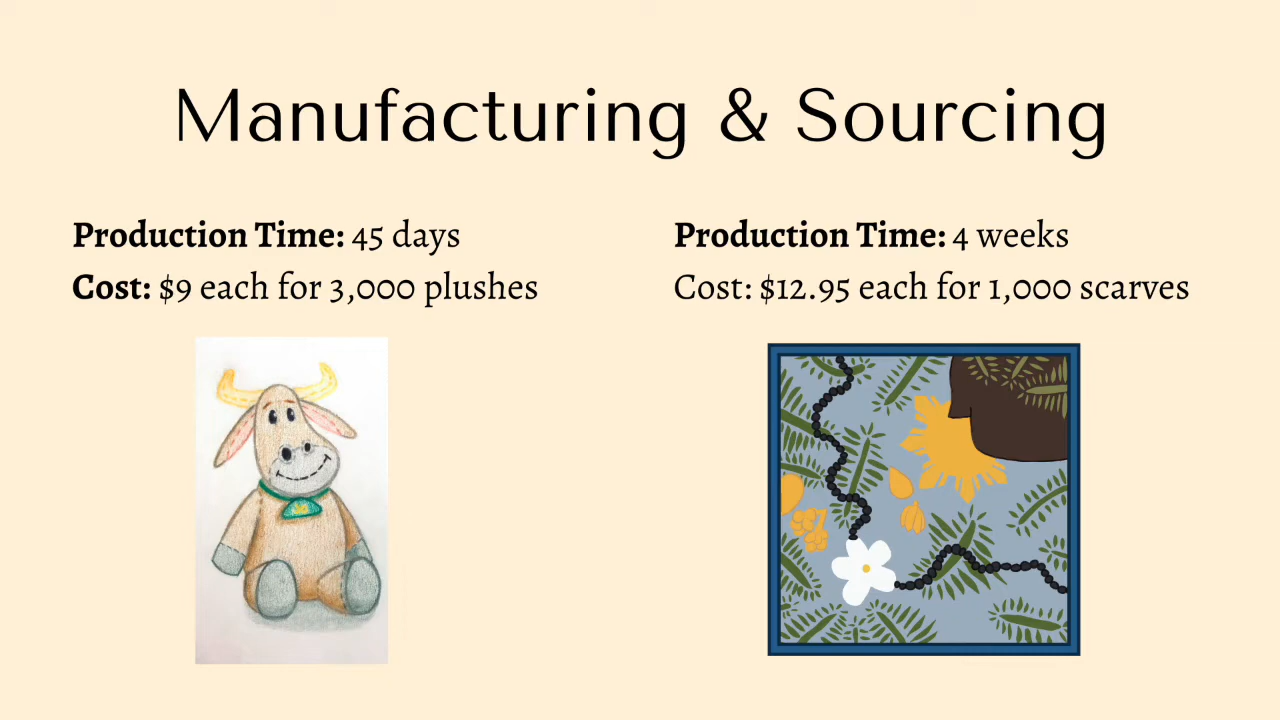 Manufacturing & Sourcing
Production Time: 45 days
Cost: $9 each for 3,000 plushes
Production Time: 4 weeks
Cost: $12.95 each for 1,000 scarves